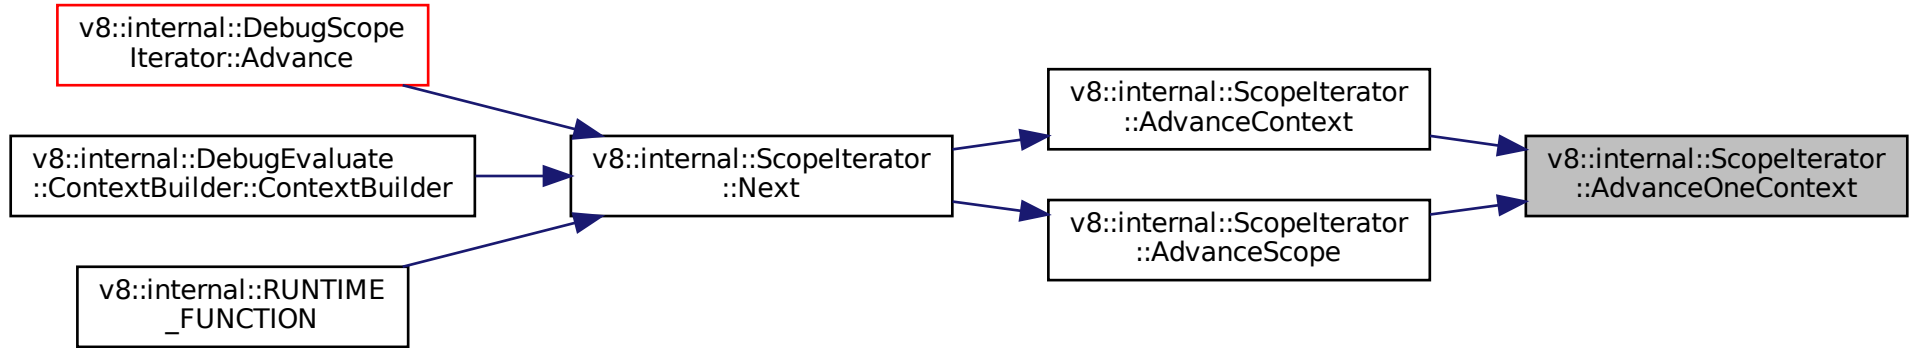 v8::internal::DebugScope
Iterator::Advance
v8::internal::DebugEvaluate
::ContextBuilder::ContextBuilder
v8::internal::RUNTIME
_FUNCTION
v8::internal::ScopeIterator
::Next
v8::internal::ScopeIterator
::AdvanceContext
v8::internal::ScopeIterator
::AdvanceScope
v8::internal::ScopeIterator
::AdvanceOneContext